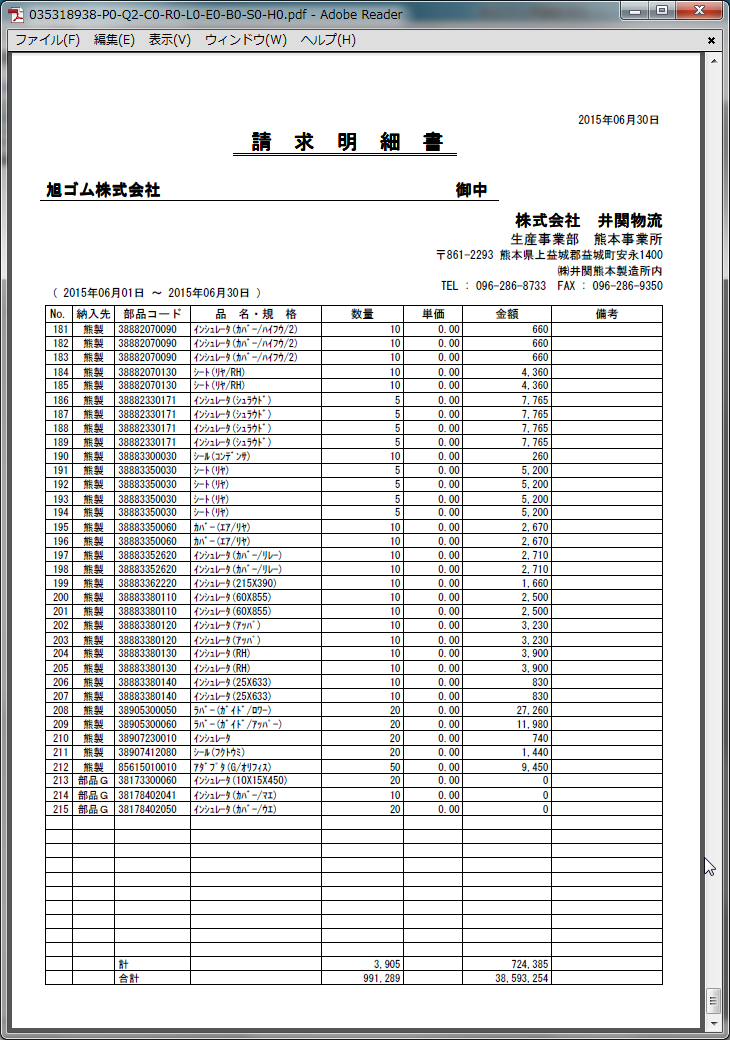 035318938-P0-Q2-C0-R0-L0-E0-B0-S0-H0.pdf - Adobe Reader
ファイル(F) 編集(E) 表示(V) ウィンドウ(W) ヘルプ(H)
2015年06月30日
請 求 明 細 書
旭ゴム株式会社 御中
株式会社 井関物流
生産事業部 熊本事業所
〒861-2293 熊本県上益城郡益城町安永1400
㈱井関熊本製造所内
TEL : 096-286-8733 FAX : 096-286-9350
( 2015年06月01日 ～ 2015年06月30日 )
No. 納入先 部品コード 品 名・規 格 数量 単価 金額 備考
181 熊製 38882070090 ｲﾝｼｭﾚｰﾀ(ｶﾊﾞｰ/ﾊｲﾌｳ/2) 10 0.00 660
182 熊製 38882070090 ｲﾝｼｭﾚｰﾀ(ｶﾊﾞｰ/ﾊｲﾌｳ/2) 10 0.00 660
183 熊製 38882070090 ｲﾝｼｭﾚｰﾀ(ｶﾊﾞｰ/ﾊｲﾌｳ/2) 10 0.00 660
184 熊製 38882070130 ｼｰﾄ(ﾘﾔ/RH) 10 0.00 4,360
185 熊製 38882070130 ｼｰﾄ(ﾘﾔ/RH) 10 0.00 4,360
186 熊製 38882330171 ｲﾝｼｭﾚｰﾀ(ｼｭﾗｳﾄﾞ) 5 0.00 7,765
187 熊製 38882330171 ｲﾝｼｭﾚｰﾀ(ｼｭﾗｳﾄﾞ) 5 0.00 7,765
188 熊製 38882330171 ｲﾝｼｭﾚｰﾀ(ｼｭﾗｳﾄﾞ) 5 0.00 7,765
189 熊製 38882330171 ｲﾝｼｭﾚｰﾀ(ｼｭﾗｳﾄﾞ) 5 0.00 7,765
190 熊製 38883300030 ｼｰﾙ(ｺﾝﾃﾞﾝｻ) 10 0.00 260
191 熊製 38883350030 ｼｰﾄ(ﾘﾔ) 5 0.00 5,200
192 熊製 38883350030 ｼｰﾄ(ﾘﾔ) 5 0.00 5,200
193 熊製 38883350030 ｼｰﾄ(ﾘﾔ) 5 0.00 5,200
194 熊製 38883350030 ｼｰﾄ(ﾘﾔ) 5 0.00 5,200
195 熊製 38883350060 ｶﾊﾞｰ(ｴｱ/ﾘﾔ) 10 0.00 2,670
196 熊製 38883350060 ｶﾊﾞｰ(ｴｱ/ﾘﾔ) 10 0.00 2,670
197 熊製 38883352620 ｲﾝｼｭﾚｰﾀ(ｶﾊﾞｰ/ﾘﾚｰ) 10 0.00 2,710
198 熊製 38883352620 ｲﾝｼｭﾚｰﾀ(ｶﾊﾞｰ/ﾘﾚｰ) 10 0.00 2,710
199 熊製 38883362220 ｲﾝｼｭﾚｰﾀ(215X390) 10 0.00 1,660
200 熊製 38883380110 ｲﾝｼｭﾚｰﾀ(60X855) 10 0.00 2,500
201 熊製 38883380110 ｲﾝｼｭﾚｰﾀ(60X855) 10 0.00 2,500
202 熊製 38883380120 ｲﾝｼｭﾚｰﾀ(ｱｯﾊﾟ) 10 0.00 3,230
203 熊製 38883380120 ｲﾝｼｭﾚｰﾀ(ｱｯﾊﾟ) 10 0.00 3,230
204 熊製 38883380130 ｲﾝｼｭﾚｰﾀ(RH) 10 0.00 3,900
205 熊製 38883380130 ｲﾝｼｭﾚｰﾀ(RH) 10 0.00 3,900
206 熊製 38883380140 ｲﾝｼｭﾚｰﾀ(25X633) 10 0.00 830
207 熊製 38883380140 ｲﾝｼｭﾚｰﾀ(25X633) 10 0.00 830
208 熊製 38905300050 ﾗﾊﾞｰ(ｶﾞｲﾄﾞ/ﾛﾜｰ) 20 0.00 27,260
209 熊製 38905300060 ﾗﾊﾞｰ(ｶﾞｲﾄﾞ/ｱｯﾊﾟｰ) 20 0.00 11,980
210 熊製 38907230010 ｲﾝｼｭﾚｰﾀ 20 0.00 740
211 熊製 38907412080 ｼｰﾙ(ﾌｸﾄｳﾐ) 20 0.00 1,440
212 熊製 85615010010 ｱﾀﾞﾌﾟﾀ(G/ｵﾘﾌｨｽ) 50 0.00 9,450
213 部品Ｇ 38173300060 ｲﾝｼｭﾚｰﾀ(10X15X450) 20 0.00 0
214 部品Ｇ 38178402041 ｲﾝｼｭﾚｰﾀ(ｶﾊﾞｰ/ﾏｴ) 10 0.00 0
215 部品Ｇ 38178402050 ｲﾝｼｭﾚｰﾀ(ｶﾊﾞｰ/ｳｴ) 20 0.00 0
計 3,905 724,385
合計 991,289 38,593,254